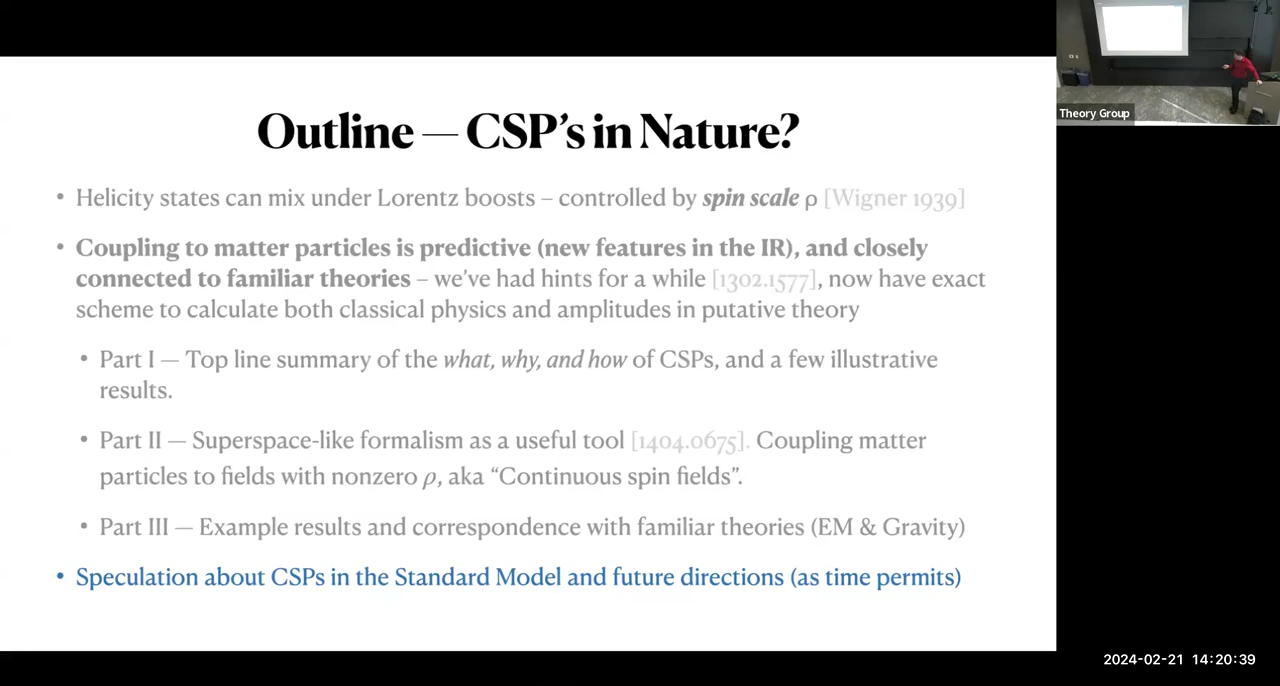 Outline — CSP's in Nature?
• Helicity states can mix under Lorentz boosts – controlled by spin scale ρ [Wigner 1939]
• Coupling to matter particles is predictive (new features in the IR), and closely
connected to familiar theories – we've had hints for a while [1302.1577], now have exact
scheme to calculate both classical physics and amplitudes in putative theory
• Part I — Top line summary of the what, why, and how of CSPs, and a few illustrative
results.
• Part II — Superspace-like formalism as a useful tool [1404.0675]. Coupling matter
particles to fields with nonzero ρ, aka “Continuous spin fields”.
• Part III — Example results and correspondence with familiar theories (EM & Gravity)
• Speculation about CSPs in the Standard Model and future directions (as time permits)
Theory Group
2024-02-21 14:20:39